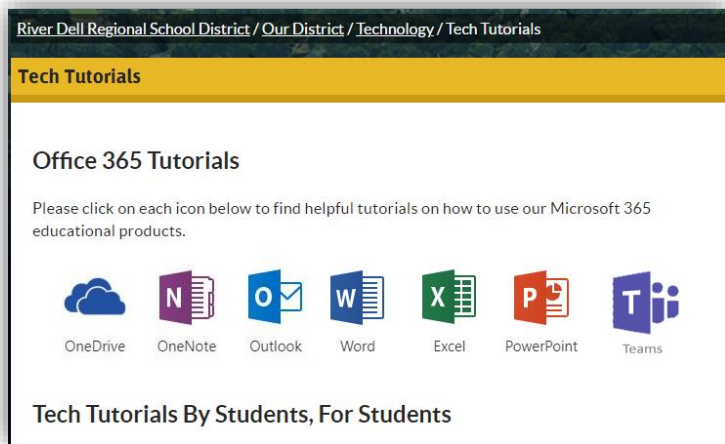 River Dell Regional School District / Our District / Technology / Tech Tutorials
Tech Tutorials
Office 365 Tutorials
Please click on each icon below to find helpful tutorials on how to use our Microsoft 365
educational products.
N O W X P T
OneDrive OneNote Outlook Word Excel PowerPoint Teams
Tech Tutorials By Students, For Students